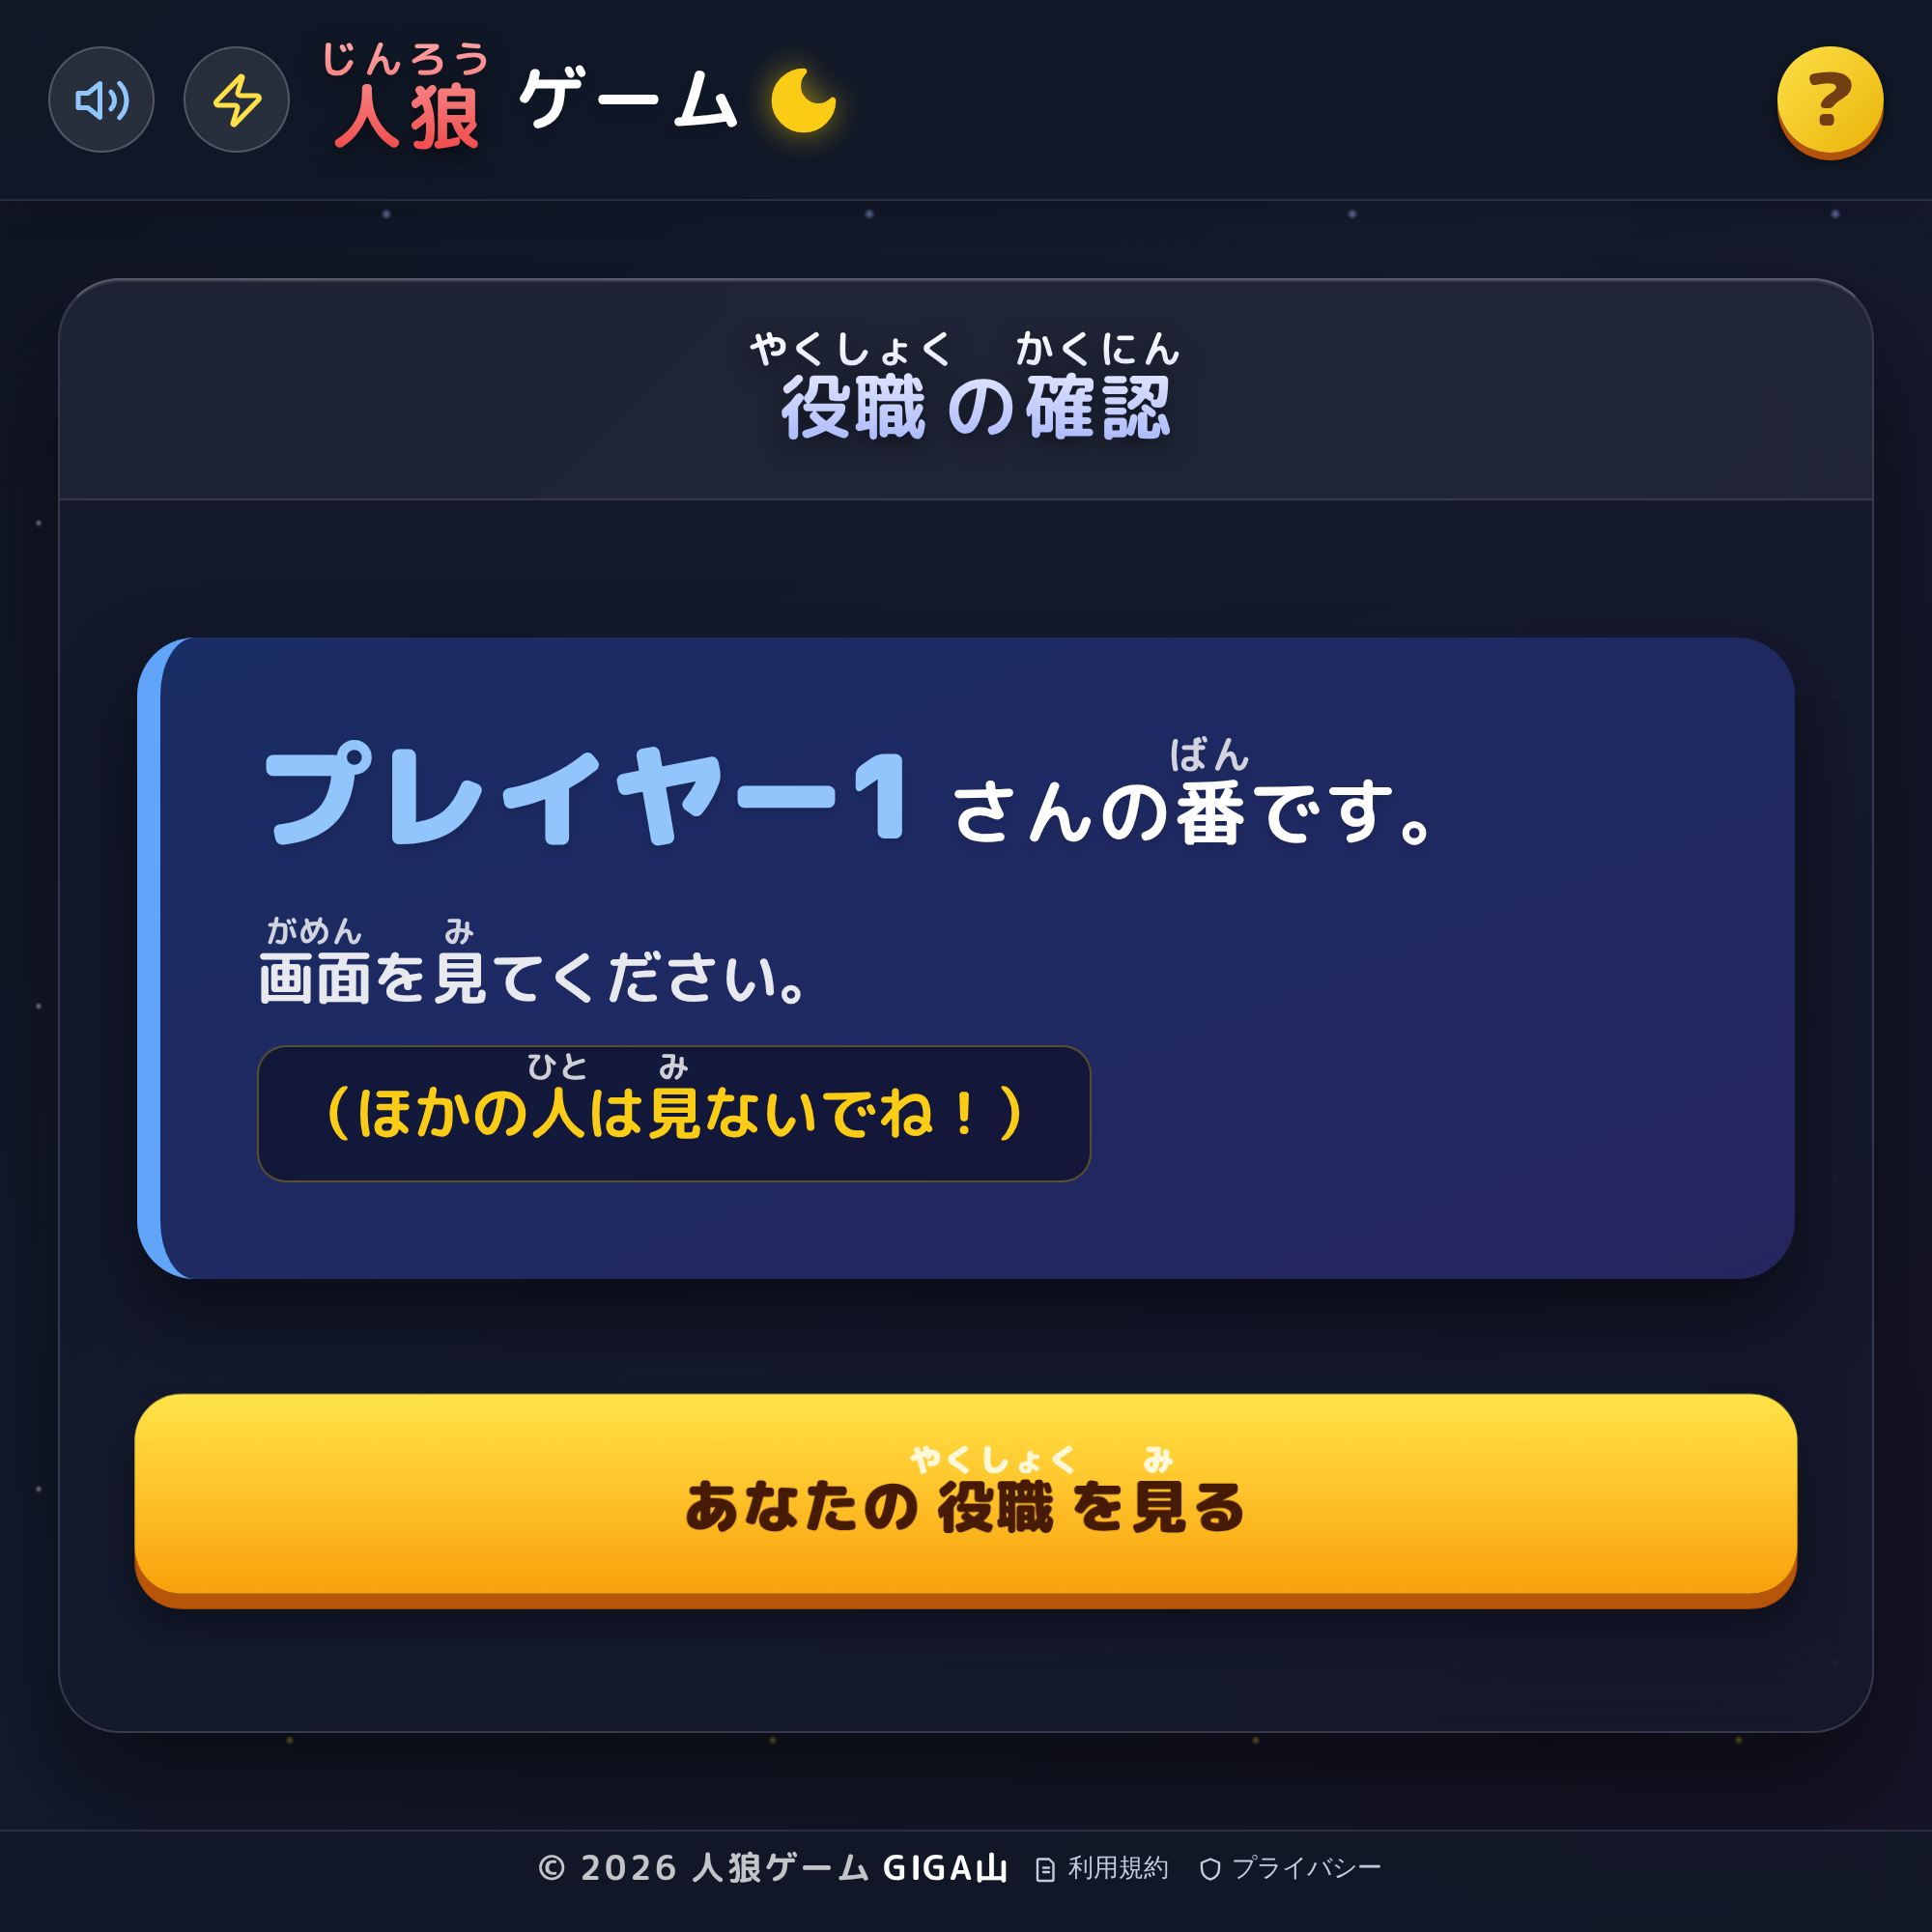 じんろう
人狼 ゲーム
?
やくしょく かくにん
役職 の確認
ばん
プレイヤー1 さんの番です。
がめん み
画面を見てください。
ひと み
(ほかの人は見ないでね！)
やくしょく み
あなたの 役職 を見る
© 2026 人狼ゲーム GIGA山 利用規約 プライバシー